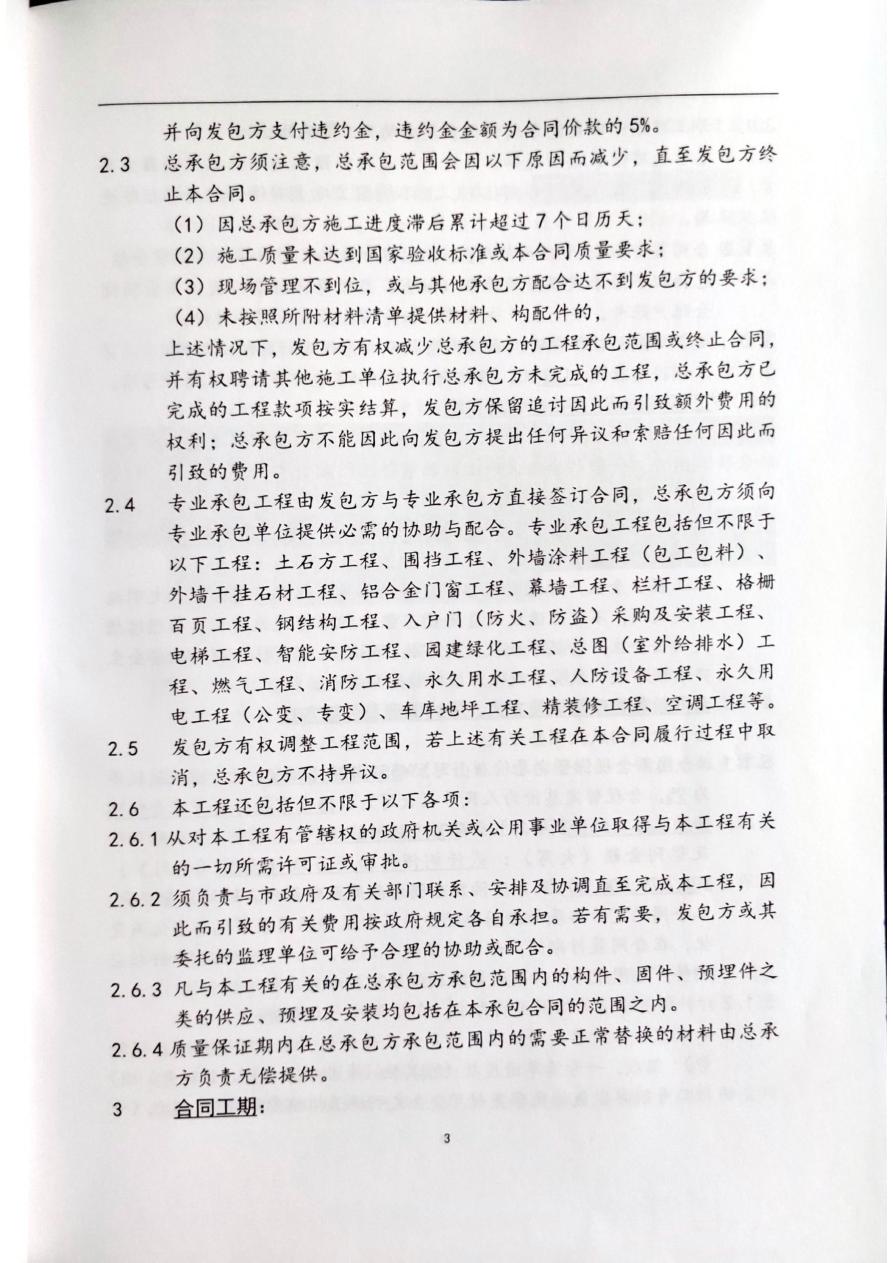 并向发包方支付违约金，违约金金额为合同价款的 5%。
2.3 总承包方须注意，总承包范围会因以下原因而减少，直至发包方终
止本合同。
（1）因总承包方施工进度滞后累计超过 7 个日历天；
（2）施工质量未达到国家验收标准或本合同质量要求；
（3）现场管理不到位，或与其他承包方配合达不到发包方的要求；
（4）未按照所附材料清单提供材料、构配件的，
上述情况下，发包方有权减少总承包方的工程承包范围或终止合同，
并有权聘请其他施工单位执行总承包方未完成的工程，总承包方已
完成的工程款项按实结算，发包方保留追讨因此而引致额外费用的
权利；总承包方不能因此向发包方提出任何异议和索赔任何因此而
引致的费用。
2.4 专业承包工程由发包方与专业承包方直接签订合同，总承包方须向
专业承包单位提供必需的协助与配合。专业承包工程包括但不限于
以下工程：土石方工程、围挡工程、外墙涂料工程（包工包料）、
外墙干挂石材工程、铝合金门窗工程、幕墙工程、栏杆工程、格栅
百页工程、钢结构工程、入户门（防火、防盗）采购及安装工程、
电梯工程、智能安防工程、园建绿化工程、总图（室外给排水）工
程、燃气工程、消防工程、永久用水工程、人防设备工程、永久用
电工程（公变、专变）、车库地坪工程、精装修工程、空调工程等。
2.5 发包方有权调整工程范围，若上述有关工程在本合同履行过程中取
消，总承包方不持异议。
2.6 本工程还包括但不限于以下各项：
2.6.1 从对本工程有管辖权的政府机关或公用事业单位取得与本工程有关
的一切所需许可证或审批。
2.6.2 须负责与市政府及有关部门联系、安排及协调直至完成本工程，因
此而引致的有关费用按政府规定各自承担。若有需要，发包方或其
委托的监理单位可给予合理的协助或配合。
2.6.3 凡与本工程有关的在总承包方承包范围内的构件、固件、预埋件之
类的供应、预埋及安装均包括在本承包合同的范围之内。
2.6.4 质量保证期内在总承包方承包范围内的需要正常替换的材料由总承
方负责无偿提供。
3 合同工期：
3